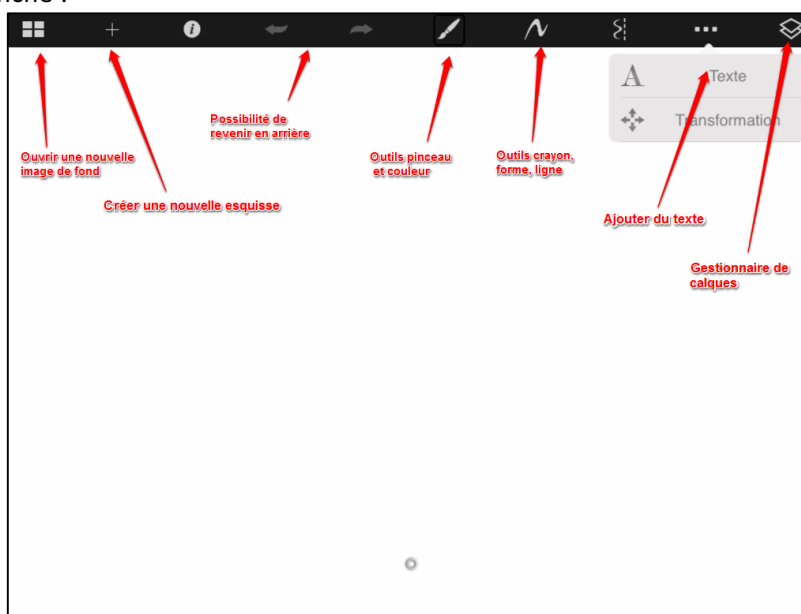 Texte
Transformation
Possibilité de
revenir en arrière
Ouvrir une nouvelle
image de fond
Outils pinceau
et couleur
Outils crayon,
forme, ligne
Créer une nouvelle esquisse
Ajouter du texte
Gestionnaire de
calques